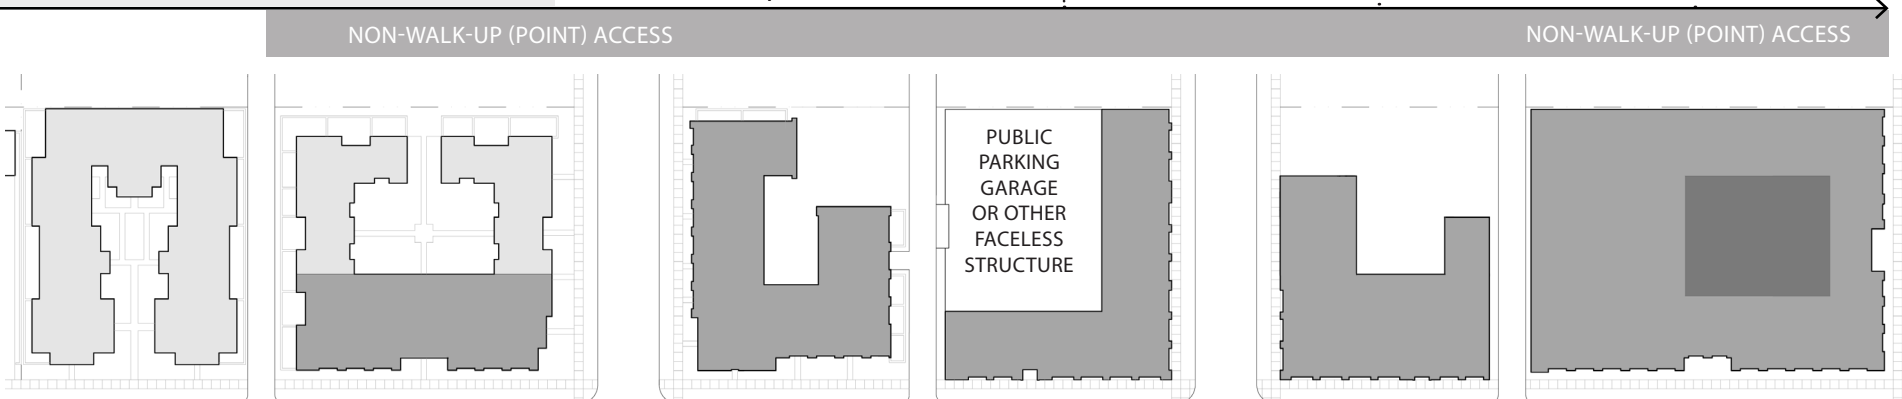 NON-WALK-UP (POINT) ACCESS
NON-WALK-UP (POINT) ACCESS
PUBLIC
PARKING
GARAGE
OR OTHER
FACELESS
STRUCTURE